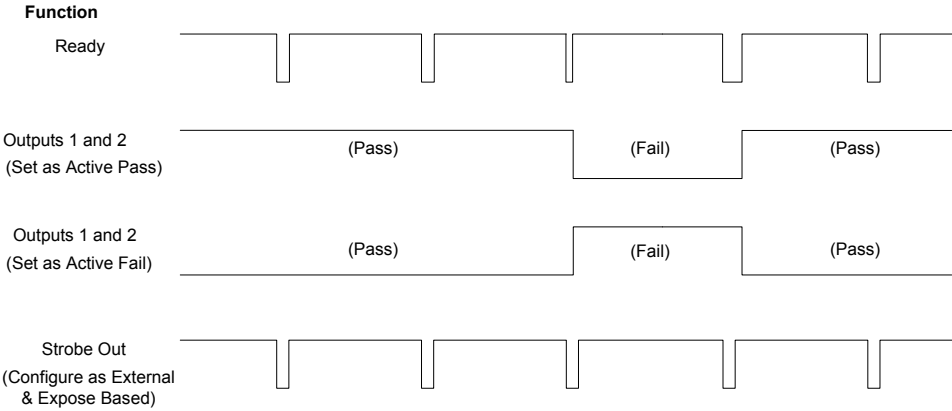 Function
Ready
Outputs 1 and 2
(Set as Active Pass)
(Pass)
(Fail)
(Pass)
Outputs 1 and 2
(Set as Active Fail)
(Pass)
(Fail)
(Pass)
Strobe Out
(Configure as External
& Expose Based)